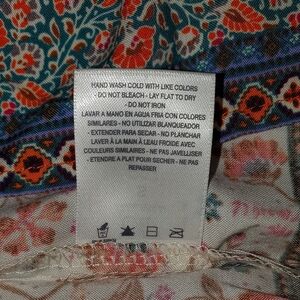 HAND WASH COLD WITH LIKE COLORS
- DO NOT BLEACH - LAY FLAT TO DRY
- DO NOT IRON
LAVAR A MANO EN AGUA FRIA CON COLORES
SIMILARES - NO UTILIZAR BLANQUEADOR
- EXTENDER PARA SECAR - NO PLANCHAR
LAVER À LA MAIN À L'EAU FROIDE AVEC
COULEURS SIMILAIRES - NE PAS JAVELLISER
- ETENDRE A PLAT POUR SECHER - NE PAS
REPASSER